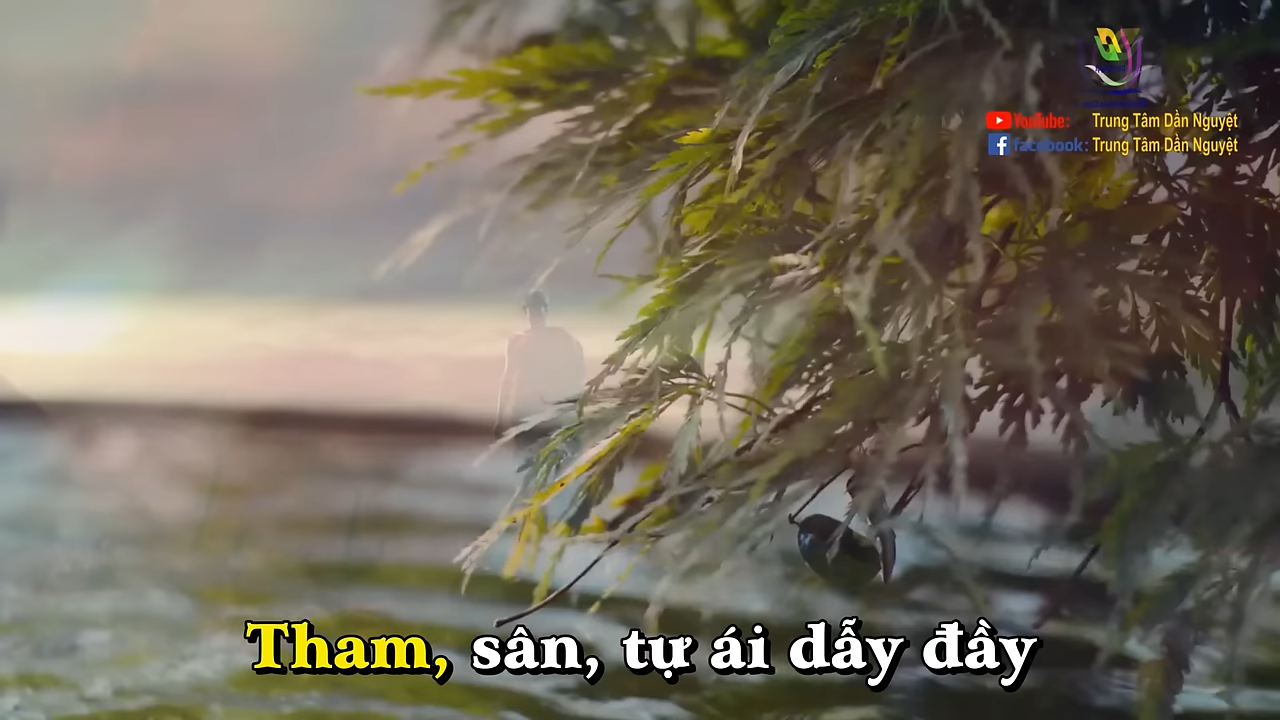 YouTube: Trung Tâm Dần Nguyệt
facebook: Trung Tâm Dần Nguyệt
Tham, sân, tự ái dẫy đầy